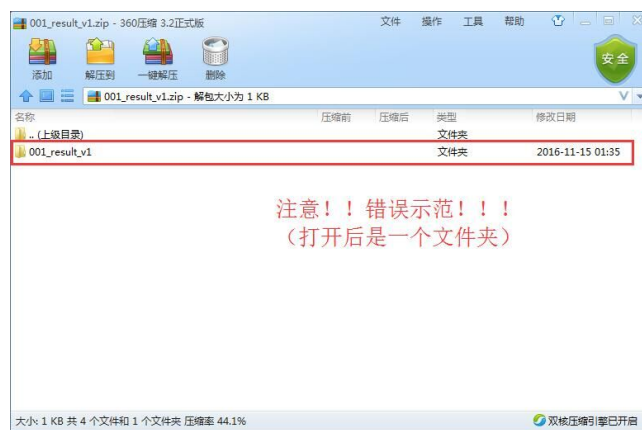 001_result_v1.zip - 360压缩 3.2正式版
文件 操作 工具 帮助
添加 解压到 一键解压 删除
安全
001_result_v1.zip - 解包大小为 1 KB
名称 压缩前 压缩后 类型 修改日期
.. (上级目录) 文件夹
001_result_v1 文件夹 2016-11-15 01:35
注意！！错误示范！！！
（打开后是一个文件夹）
大小: 1 KB 共 4 个文件和 1 个文件夹 压缩率 44.1%
双核压缩引擎已开启